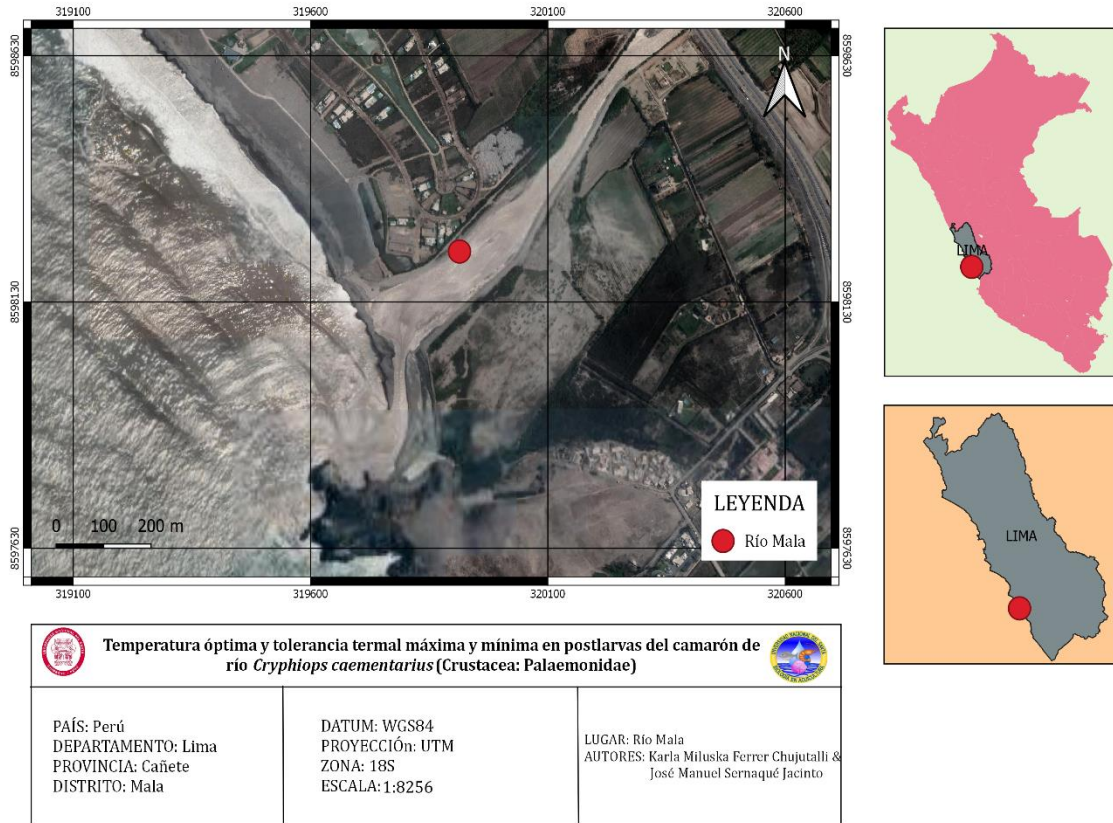 319100 319600 320100 320600
8598630 8598630
N
LIMA
8598130 8598130
0 100 200 m
LEYENDA
Río Mala
8597630 8597630
319100 319600 320100 320600
LIMA
Temperatura óptima y tolerancia termal máxima y mínima en postlarvas del camarón de
río Cryphiops caementarius (Crustacea: Palaemonidae)
PAÍS: Perú
DEPARTAMENTO: Lima
PROVINCIA: Cañete
DISTRITO: Mala
DATUM: WGS84
PROYECCIÓn: UTM
ZONA: 18S
ESCALA: 1:8256
LUGAR: Río Mala
AUTORES: Karla Miluska Ferrer Chujutalli &
José Manuel Sernaqué Jacinto